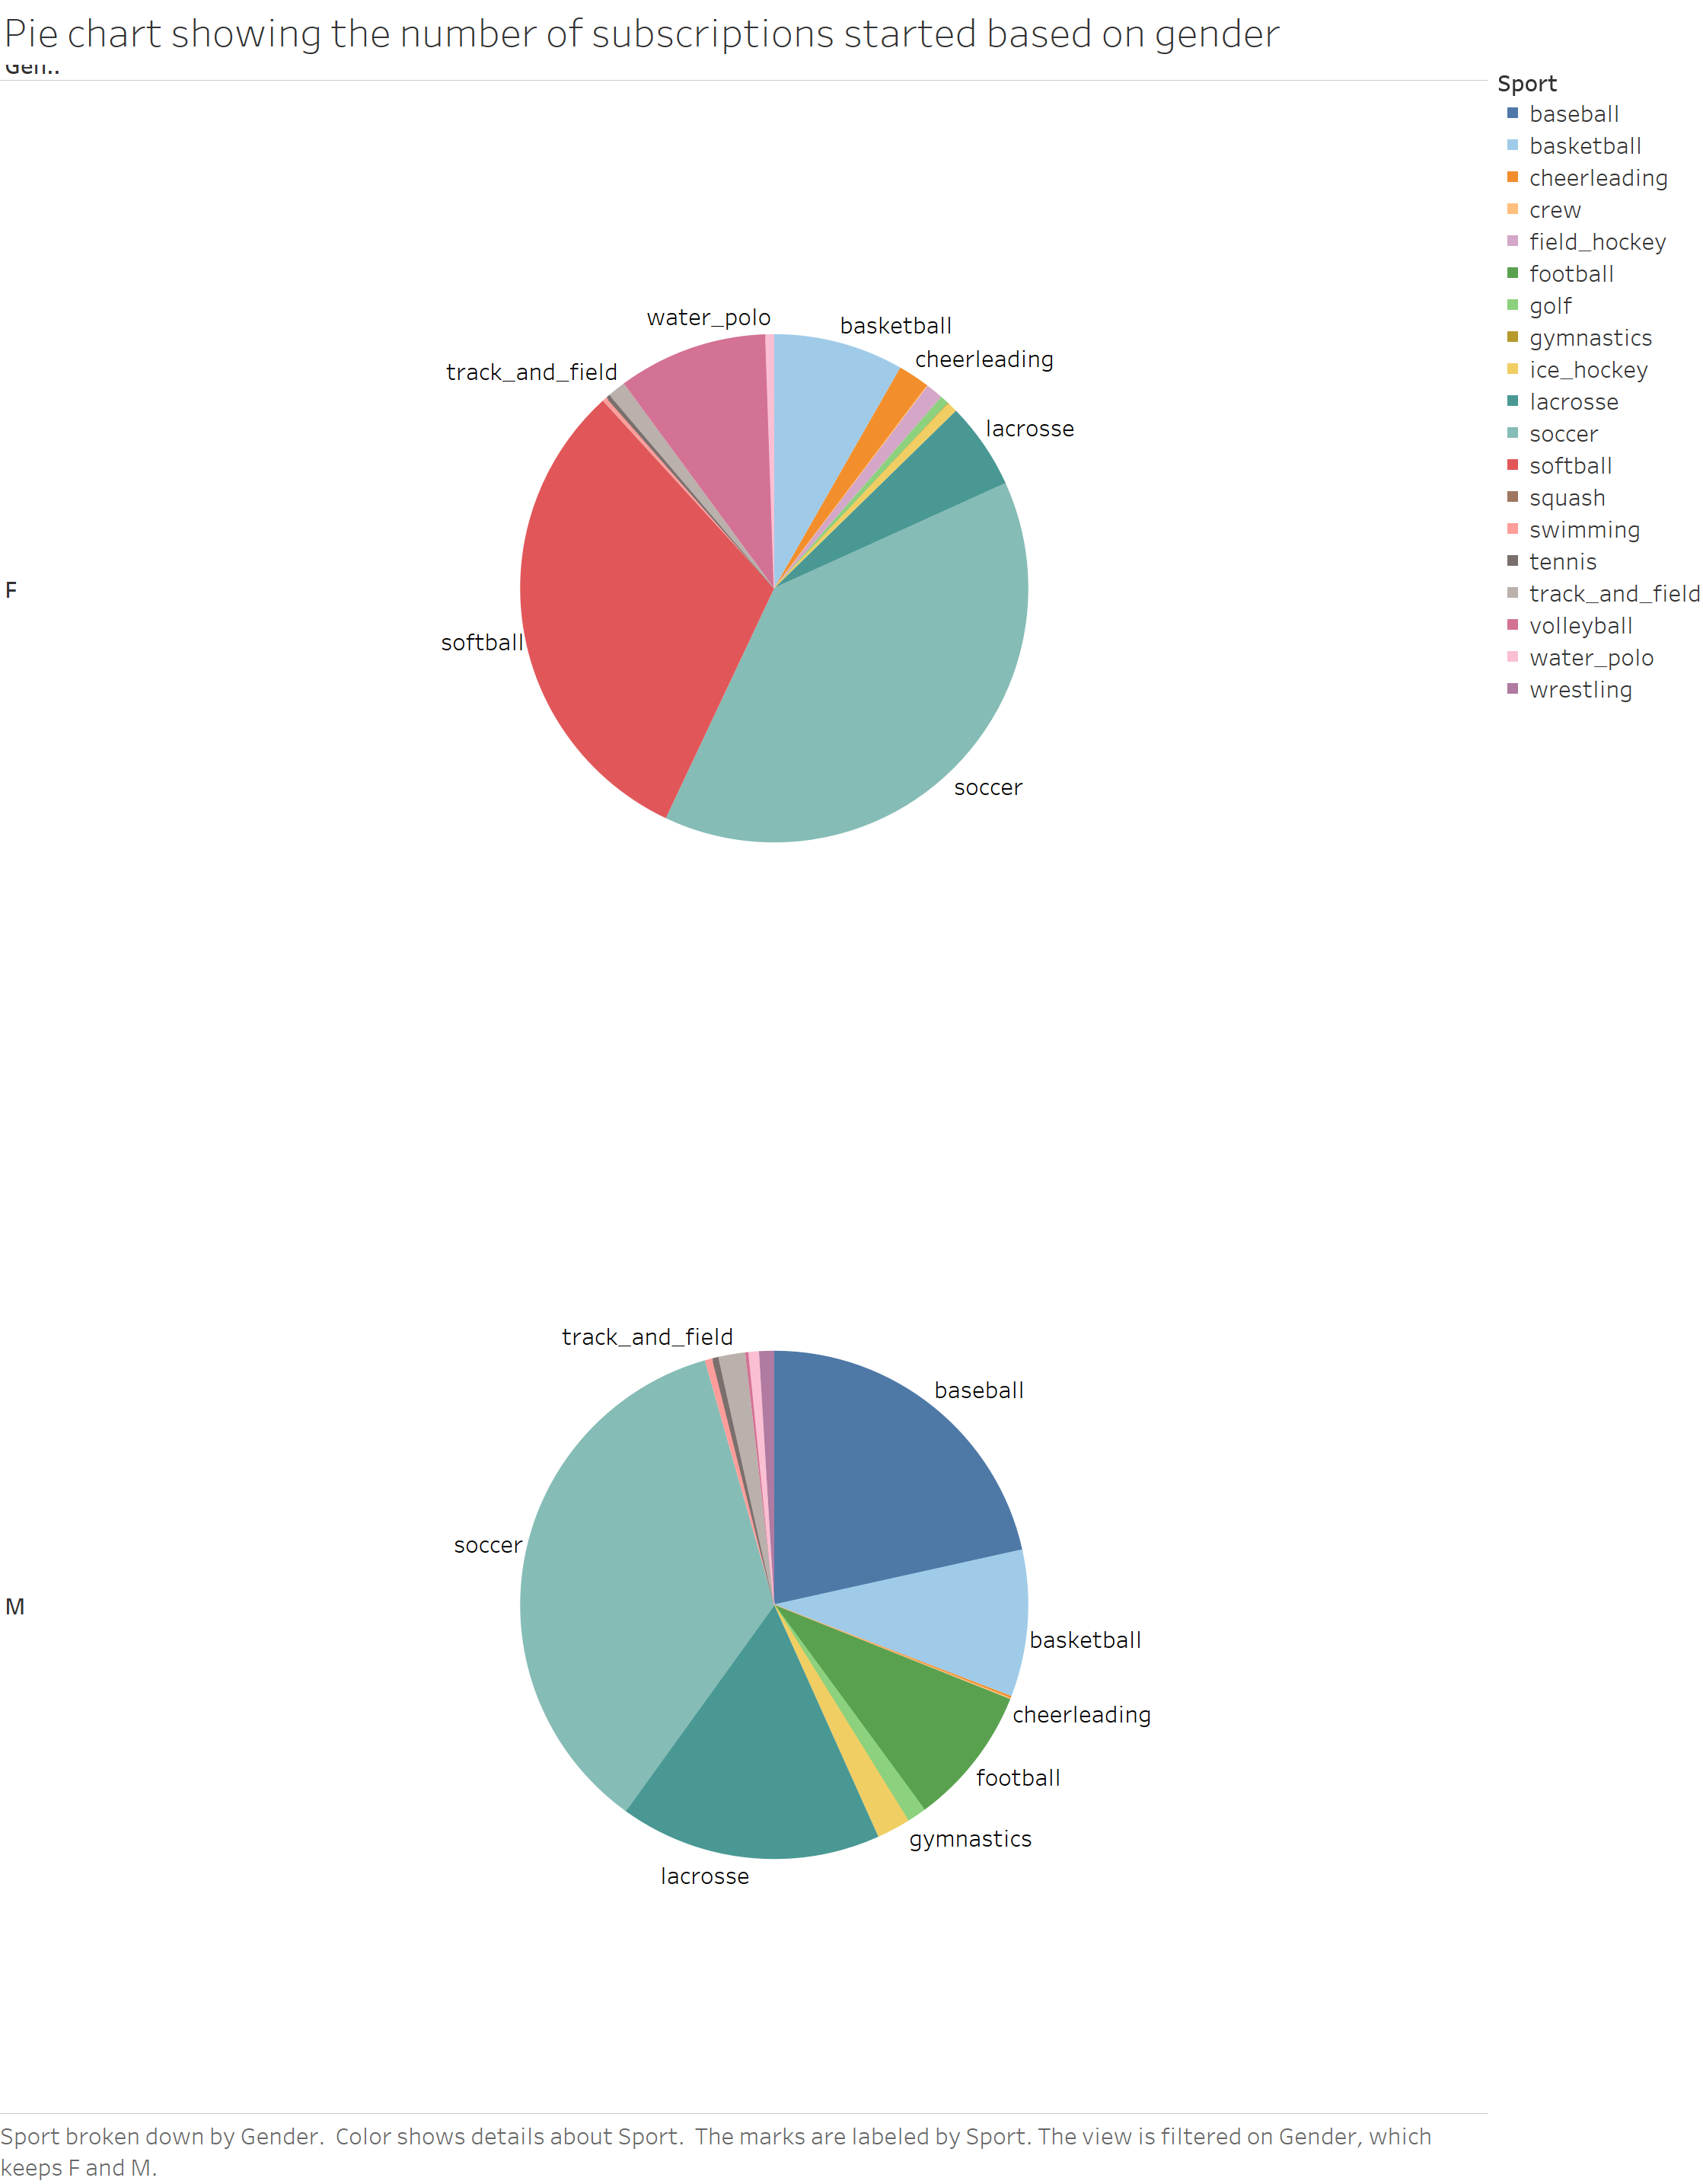 Pie chart showing the number of subscriptions started based on gender
Gen..
Sport
baseball
basketball
cheerleading
crew
field_hockey
football
golf
gymnastics
ice_hockey
lacrosse
soccer
softball
squash
swimming
tennis
track_and_field
volleyball
water_polo
wrestling
water_polo
basketball
cheerleading
track_and_field
lacrosse
F
softball
soccer
track_and_field
baseball
soccer
M
basketball
cheerleading
football
gymnastics
lacrosse
Sport broken down by Gender.  Color shows details about Sport.  The marks are labeled by Sport. The view is filtered on Gender, which
keeps F and M.